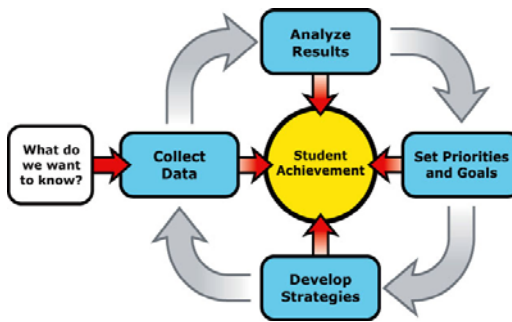 Analyze
Results
What do
we want
to know?
Collect
Data
Student
Achievement
Set Priorities
and Goals
Develop
Strategies